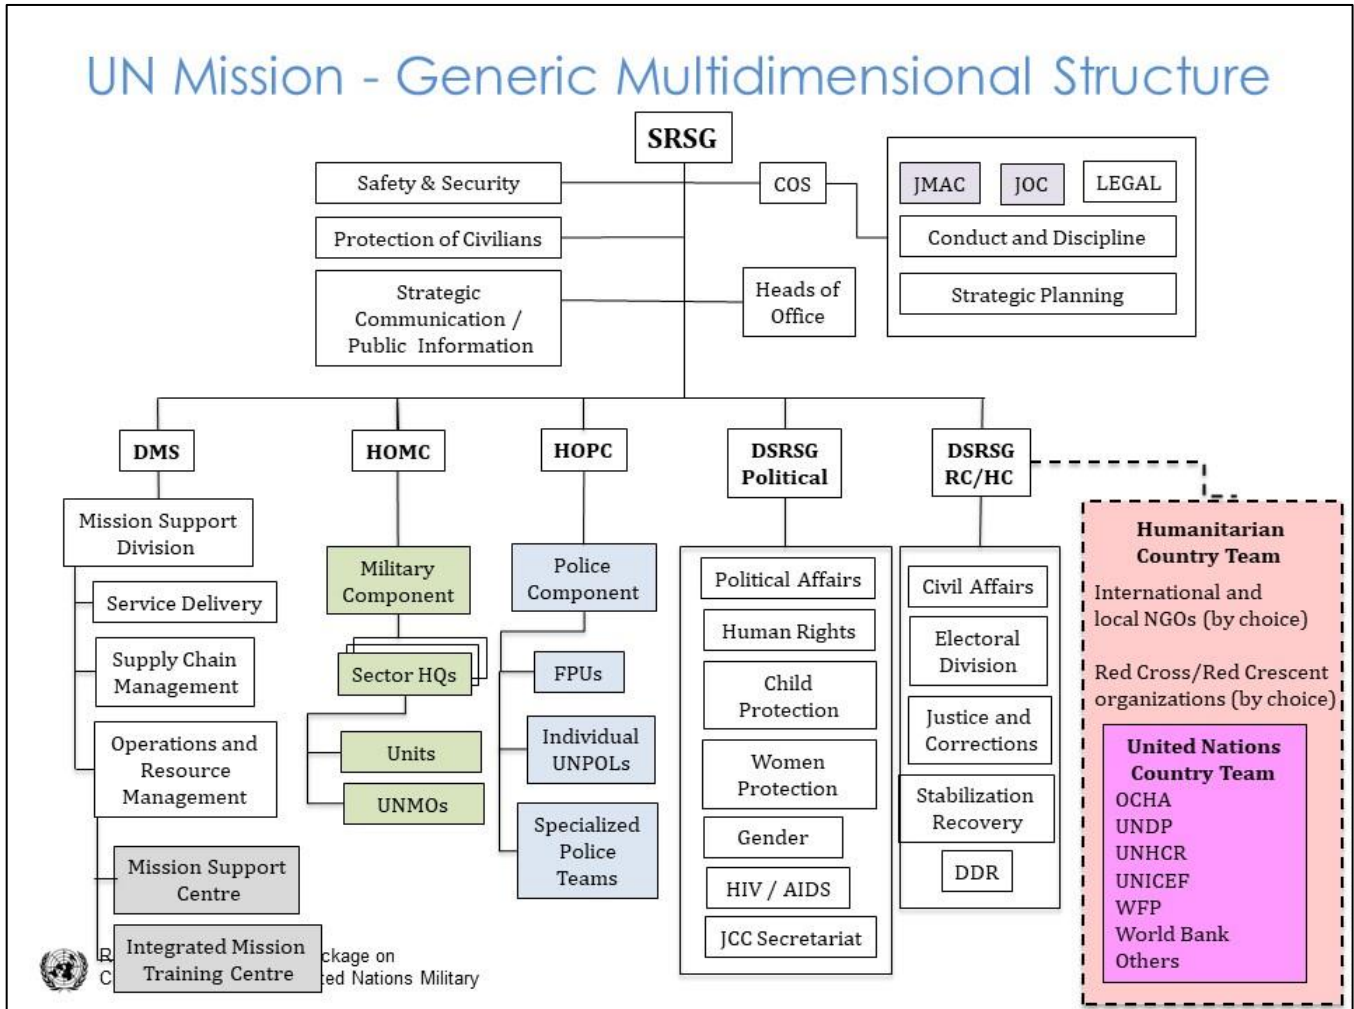 UN Mission - Generic Multidimensional Structure
SRSG
Safety & Security
COS
JMAC
JOC
LEGAL
Protection of Civilians
Conduct and Discipline
Strategic
Communication /
Public Information
Heads of
Office
Strategic Planning
DMS
HOMC
HOPC
DSRSG
Political
DSRSG
RC/HC
Mission Support
Division
Service Delivery
Supply Chain
Management
Operations and
Resource
Management
Mission Support
Centre
Integrated Mission
Training Centre
Military
Component
Sector HQs
Units
UNMOs
Police
Component
FPUs
Individual
UNPOLs
Specialized
Police
Teams
Political Affairs
Human Rights
Child
Protection
Women
Protection
Gender
HIV / AIDS
JCC Secretariat
Civil Affairs
Electoral
Division
Justice and
Corrections
Stabilization
Recovery
DDR
Humanitarian
Country Team
International and
local NGOs (by choice)
Red Cross/Red Crescent
organizations (by choice)
United Nations
Country Team
OCHA
UNDP
UNHCR
UNICEF
WFP
World Bank
Others
on
Nations Military